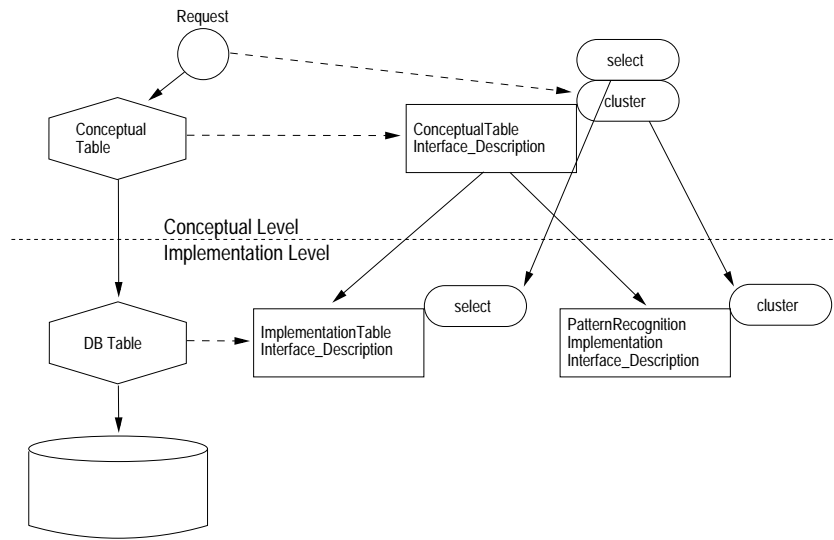 Request
select
cluster
Conceptual
Table
ConceptualTable
Interface_Description
Conceptual Level
Implementation Level
select
cluster
DB Table
ImplementationTable
Interface_Description
PatternRecognition
Implementation
Interface_Description